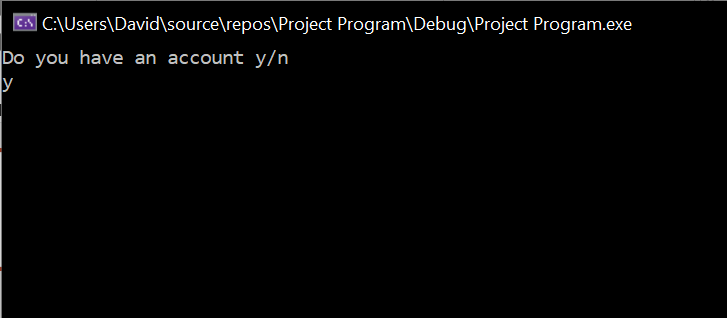 C:\ C:\Users\David\source\repos\Project Program\Debug\Project Program.exe
Do you have an account y/n
y